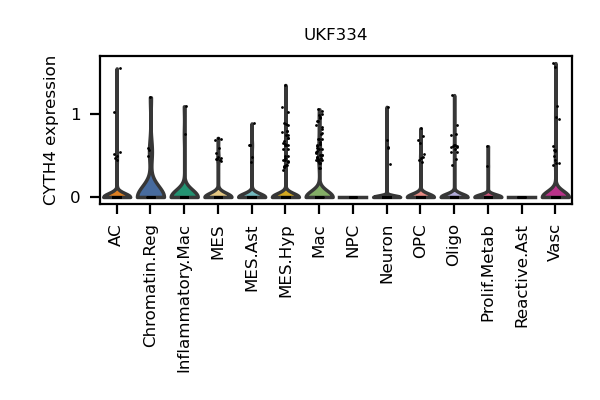 UKF334
CYTH4 expression
1
0
AC
Chromatin.Reg
Inflammatory.Mac
MES
MES.Ast
MES.Hyp
Mac
NPC
Neuron
OPC
Oligo
Prolif.Metab
Reactive.Ast
Vasc